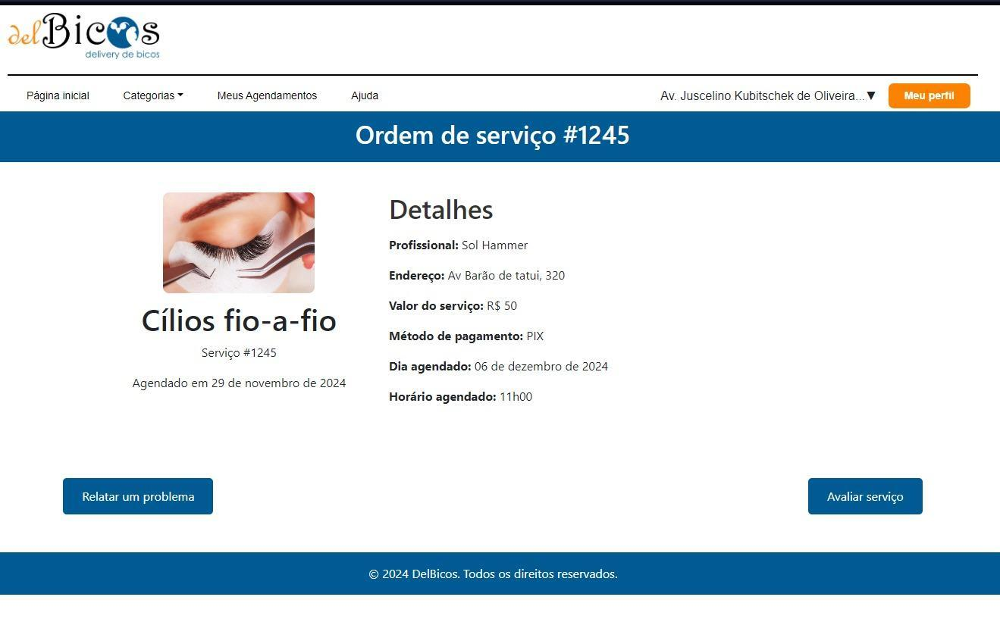 delBicos
delivery de bicos
Página inicial Categorias Meus Agendamentos Ajuda Av. Juscelino Kubitschek de Oliveira... Meu perfil
Ordem de serviço #1245
Cílios fio-a-fio
Serviço #1245
Agendado em 29 de novembro de 2024
Detalhes
Profissional: Sol Hammer
Endereço: Av Barão de tatui, 320
Valor do serviço: R$ 50
Método de pagamento: PIX
Dia agendado: 06 de dezembro de 2024
Horário agendado: 11h00
Relatar um problema
Avaliar serviço
© 2024 DelBicos. Todos os direitos reservados.